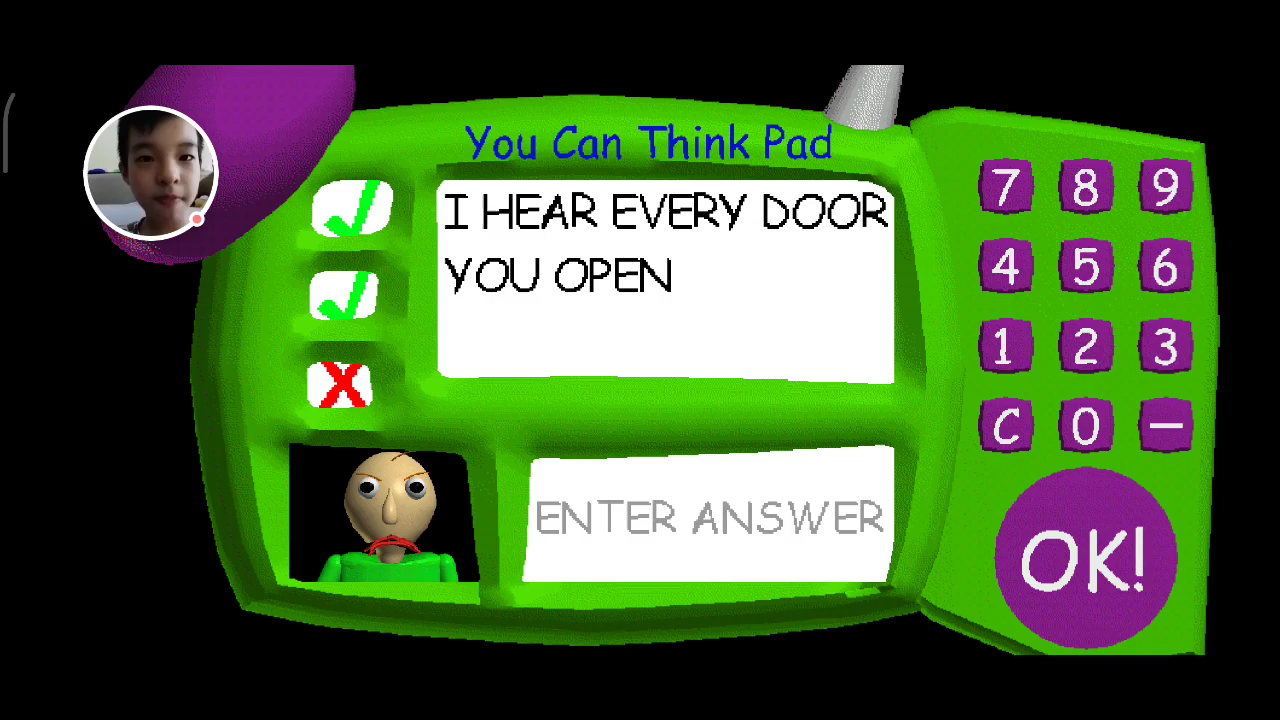 You Can Think Pad
I HEAR EVERY DOOR
YOU OPEN
ENTER ANSWER
7 8 9
4 5 6
1 2 3
C 0 —
OK!